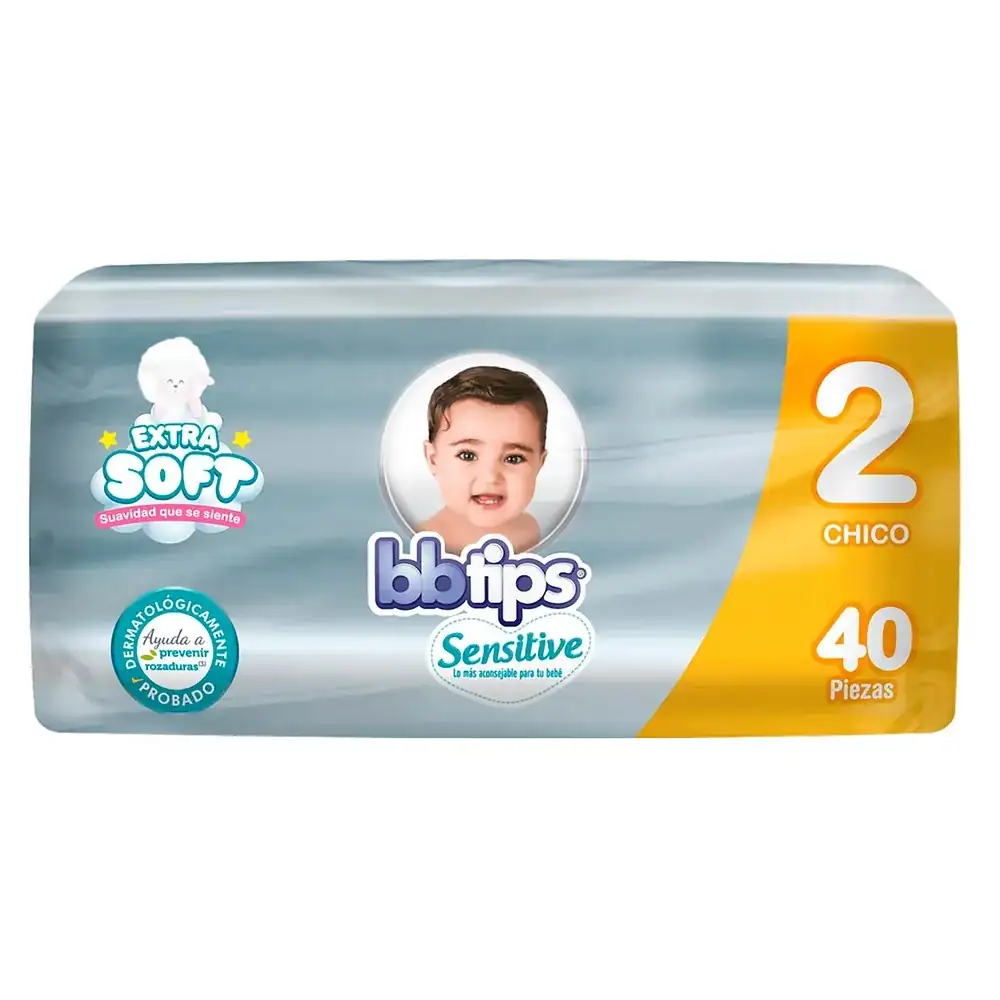 EXTRA
SOFT
Suavidad que se siente
DERMATOLÓGICAMENTE
Ayuda a
prevenir
rozaduras(1)
PROBADO
bbtips®
Sensitive
Lo más aconsejable para tu bebé
2
CHICO
40
Piezas